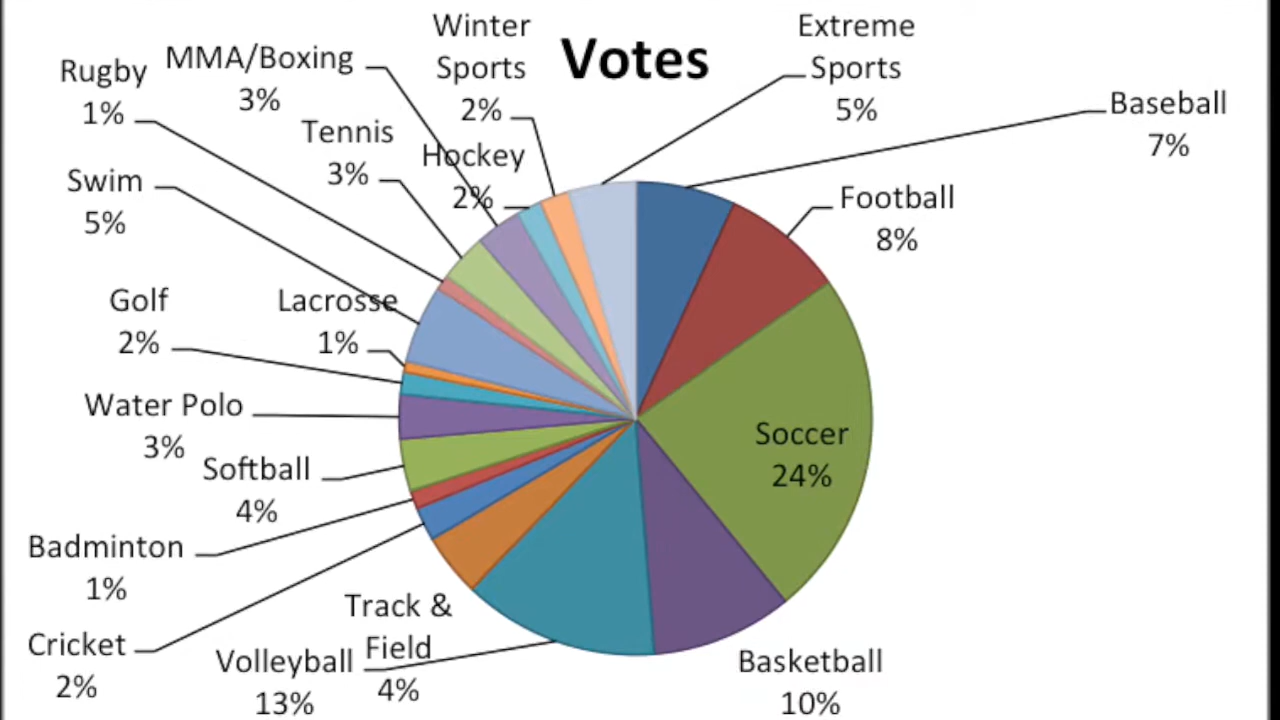 Votes
Winter
Sports
2%
Extreme
Sports
5%
Baseball
7%
Football
8%
Soccer
24%
Basketball
10%
Volleyball
13%
Track &
Field
4%
Cricket
2%
Badminton
1%
Softball
4%
Water Polo
3%
Golf
2%
Lacrosse
1%
Swim
5%
Rugby
1%
Tennis
3%
MMA/Boxing
3%
Hockey
2%